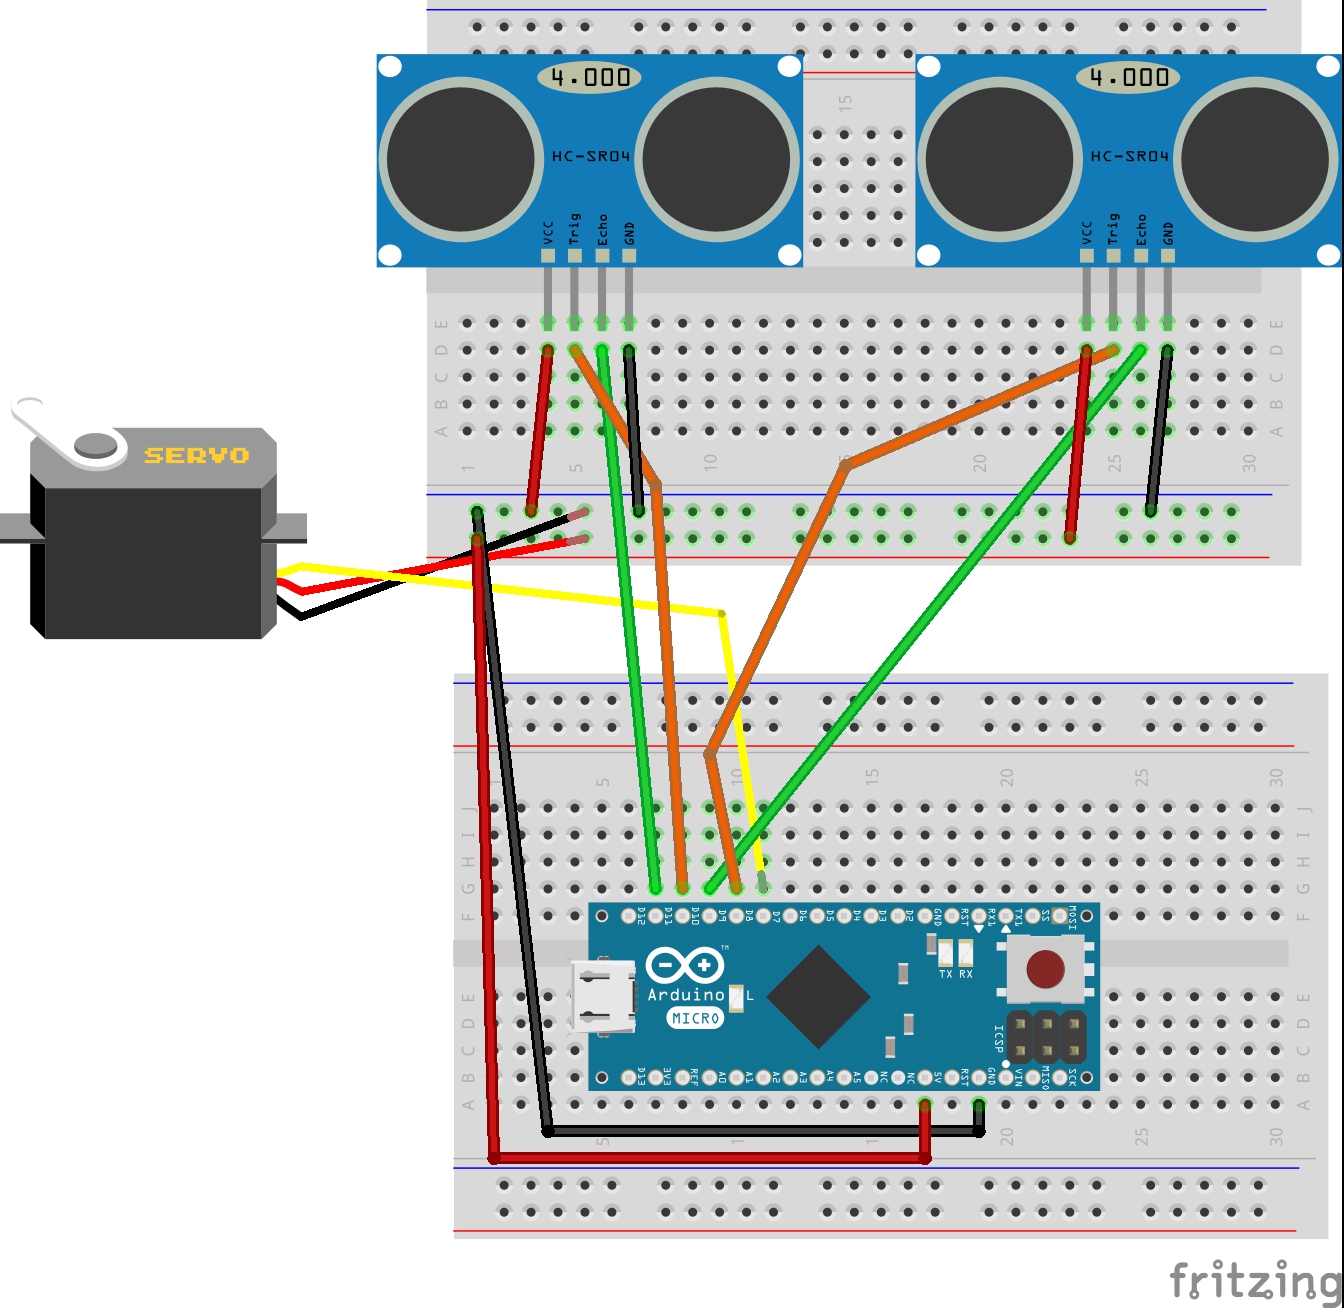 4.000
HC-SR04
VCC
Trig
Echo
GND
4.000
HC-SR04
VCC
Trig
Echo
GND
15
E
D
C
B
A
E
D
C
B
A
1
5
10
20
25
30
SERVO
5
10
15
20
25
30
J
I
H
G
F
J
I
H
G
F
D12
D11
D10
D9
D8
D7
D6
D5
D4
D3
D2
GND
RST
RX1
TX1
SS
MOSI
TX RX
Arduino
™
MICRO
L
ICSP
D13
3V3
REF
A0
A1
A2
A3
A4
A5
NC
NC
5V
RST
GND
VIN
MISO
SCK
E
D
C
B
A
E
D
C
B
A
5
1
1
20
25
30
fritzing